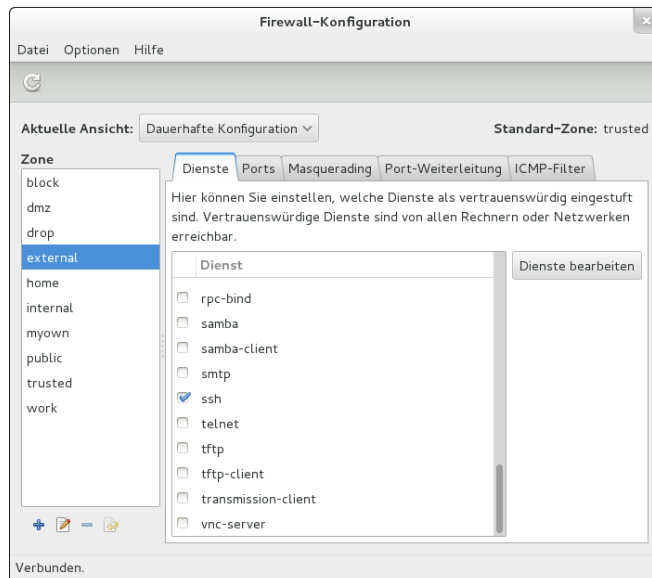 Firewall-Konfiguration
Datei Optionen Hilfe
Aktuelle Ansicht: Dauerhafte Konfiguration
Standard-Zone: trusted
Zone
block
dmz
drop
external
home
internal
myown
public
trusted
work
Dienste Ports Masquerading Port-Weiterleitung ICMP-Filter
Hier können Sie einstellen, welche Dienste als vertrauenswürdig eingestuft
sind. Vertrauenswürdige Dienste sind von allen Rechnern oder Netzwerken
erreichbar.
Dienst
rpc-bind
samba
samba-client
smtp
ssh
telnet
tftp
tftp-client
transmission-client
vnc-server
Dienste bearbeiten
Verbunden.